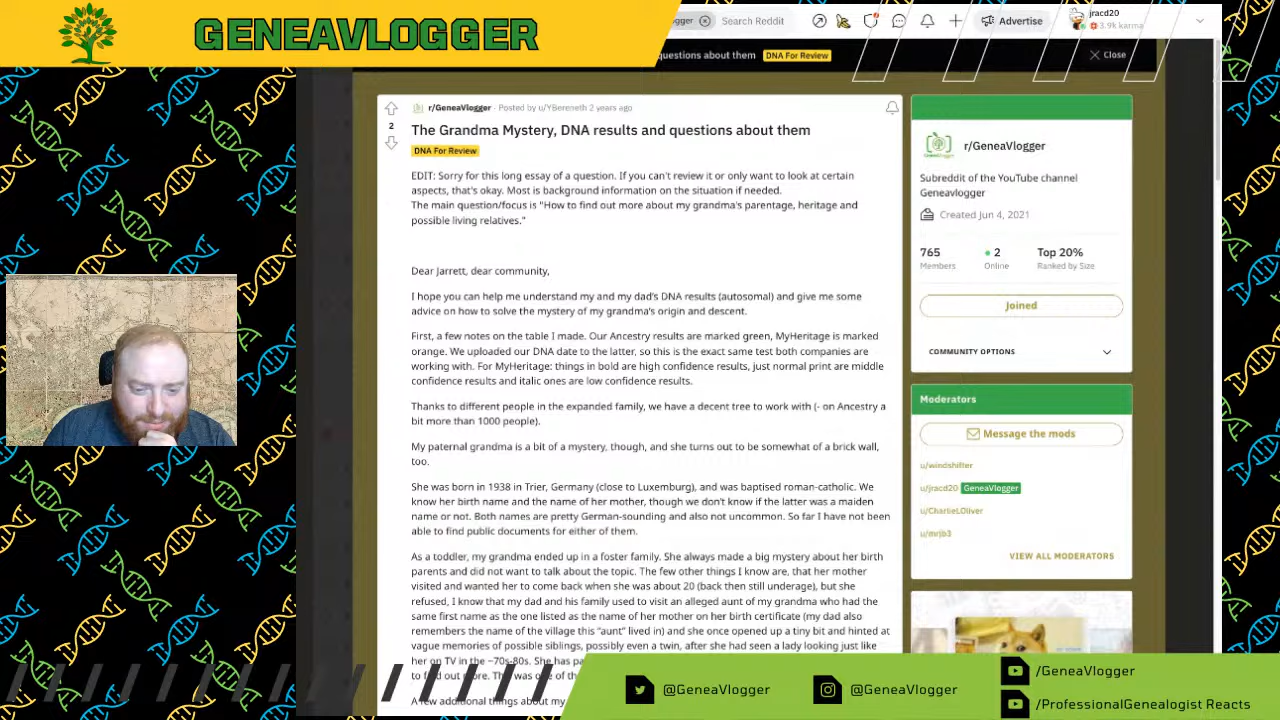 GENEAVLOGGER
Search Reddit
Advertise
jracd20
3.9k karma
questions about them
DNA For Review
Close
2
r/GeneaVlogger · Posted by u/YBereneth 2 years ago
The Grandma Mystery, DNA results and questions about them
DNA For Review
EDIT: Sorry for this long essay of a question. If you can't review it or only want to look at certain
aspects, that's okay. Most is background information on the situation if needed.
The main question/focus is "How to find out more about my grandma's parentage, heritage and
possible living relatives."
Dear Jarrett, dear community,
I hope you can help me understand my and my dad's DNA results (autosomal) and give me some
advice on how to solve the mystery of my grandma's origin and descent.
First, a few notes on the table I made. Our Ancestry results are marked green, MyHeritage is marked
orange. We uploaded our DNA date to the latter, so this is the exact same test both companies are
working with. For MyHeritage: things in bold are high confidence results, just normal print are middle
confidence results and italic ones are low confidence results.
Thanks to different people in the expanded family, we have a decent tree to work with (- on Ancestry a
bit more than 1000 people).
My paternal grandma is a bit of a mystery, though, and she turns out to be somewhat of a brick wall,
too.
She was born in 1938 in Trier, Germany (close to Luxemburg), and was baptised roman-catholic. We
know her birth name and the name of her mother, though we don't know if the latter was a maiden
name or not. Both names are pretty German-sounding and also not uncommon. So far I have not been
able to find public documents for either of them.
As a toddler, my grandma ended up in a foster family. She always made a big mystery about her birth
parents and did not want to talk about the topic. The few other things I know are, that her mother
visited and wanted her to come back when she was about 20 (back then still underage), but she
refused, I know that my dad and his family used to visit an alleged aunt of my grandma who had the
same first name as the one listed as the name of her mother on her birth certificate (my dad also
remembers the name of the village this "aunt" lived in) and she once opened up a tiny bit and hinted at
vague memories of possible siblings, possibly even a twin, after she had seen a lady looking just like
her on TV in the ~70s-80s. She has
A few additional things about my
r/GeneaVlogger
Subreddit of the YouTube channel
Geneavlogger
Created Jun 4, 2021
765
Members
2
Online
Top 20%
Ranked by Size
Joined
COMMUNITY OPTIONS
Moderators
Message the mods
u/windshifter
u/jracd20 GeneaVlogger
u/CharlieLOliver
u/mrjb3
VIEW ALL MODERATORS
@GeneaVlogger
@GeneaVlogger
/GeneaVlogger
/ProfessionalGenealogist Reacts